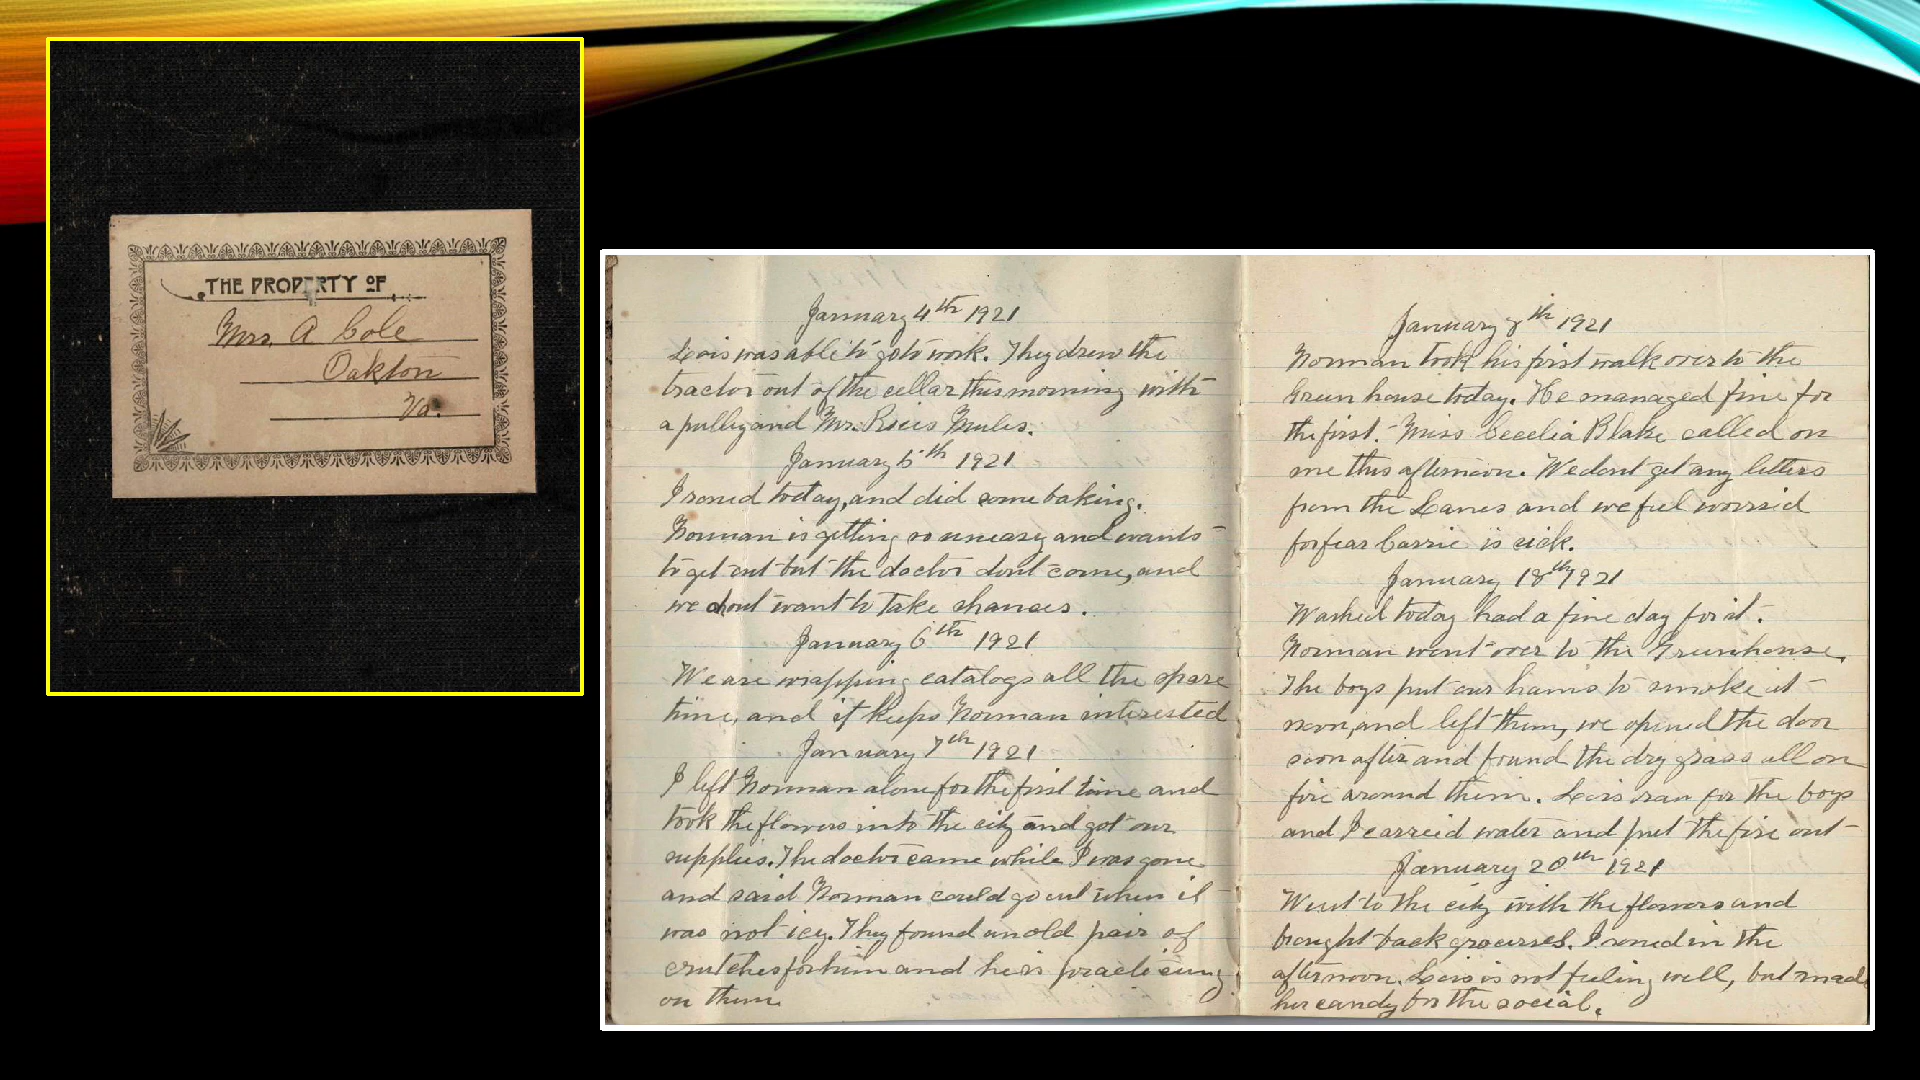 THE PROPERTY OF
Mrs. A Cole
Oakton
Va.
January 4th 1921
Lois was able to go to work. They drew the
tractor out of the cellar this morning with
a pully and Mr. Rices Mules.
January 5th 1921
Ironed today, and did some baking.
Norman is getting so uneasy and wants
to get out but the doctor dont come, and
we dont want to take chances.
January 6th 1921
We are wrapping catalogs all the spare
time, and it keeps Norman interested
January 7th 1921
I left Norman alone for the first time and
took the flowers into the city and got our
supplies. The doctor came while I was gone
and said Norman could go out when it
was not icy. They found an old pair of
crutches for him and he is practicing
on them.
January 8th 1921
Norman took his first walk over to the
Green house today. He managed fine for
the first. Miss Cecelia Blake called on
me this afternoon. We dont get any letters
from the Lanes and we feel worried
for fear Carrie is sick.
January 18th 1921
Washed today had a fine day for it.
Norman went over to the Greenhouse.
The boys put our hams to smoke at
noon, and left them, we opened the door
soon after and found the dry grass all on
fire around them. Lois ran for the boys
and I carreid water and put the fire out
January 20th 1921
Went to the city with the flowers and
bought back . Ironed in the
afternoon. Lois is not feeling well, but made
her candy for the social.